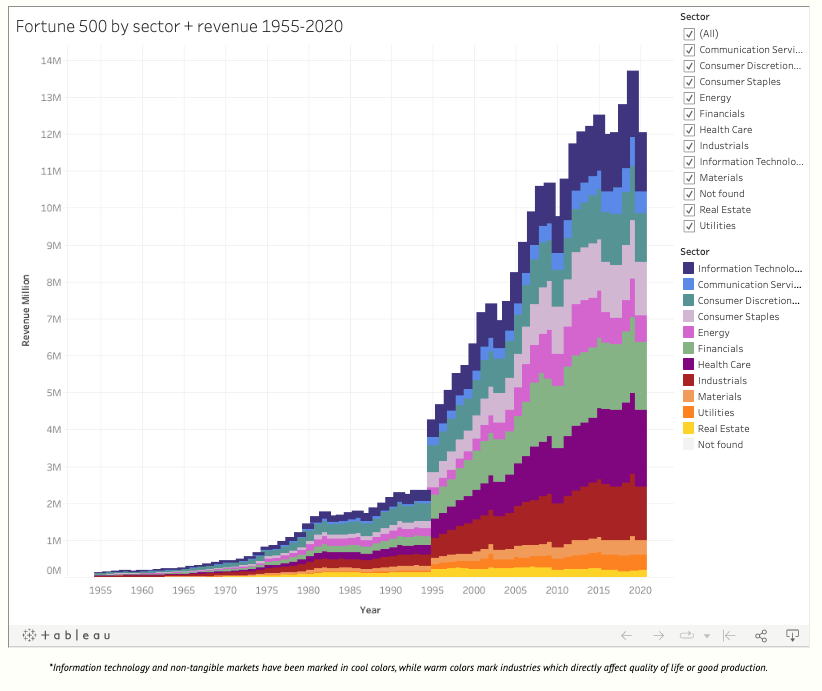 Fortune 500 by sector + revenue 1955-2020
Sector
(All)
Communication Servi...
Consumer Discretion...
Consumer Staples
Energy
Financials
Health Care
Industrials
Information Technolo...
Materials
Not found
Real Estate
Utilities
Sector
Information Technolo...
Communication Servi...
Consumer Discretion...
Consumer Staples
Energy
Financials
Health Care
Industrials
Materials
Utilities
Real Estate
Not found
Revenue Million
14M
13M
12M
11M
10M
9M
8M
7M
6M
5M
4M
3M
2M
1M
0M
1955 1960 1965 1970 1975 1980 1985 1990 1995 2000 2005 2010 2015 2020
Year
+ableau
*Information technology and non-tangible markets have been marked in cool colors, while warm colors mark industries which directly affect quality of life or good production.